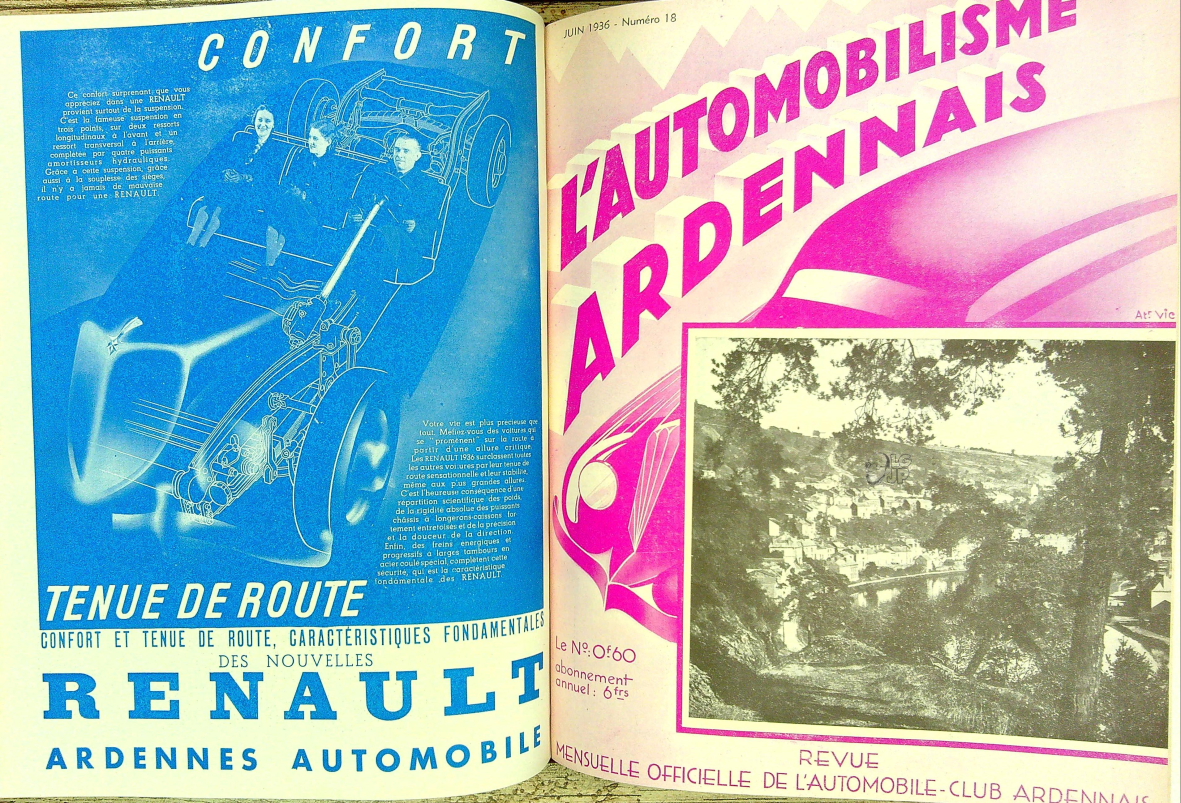 CONFORT
Ce confort surprenant que vous
appréciez dans une RENAULT
provient surtout de la suspension.
C'est la fameuse suspension en
trois points, sur deux ressorts
longitudinaux à l'avant et un
ressort transversal à l'arrière,
complétée par quatre puissants
amortisseurs hydrauliques.
Grâce à cette suspension, grâce
aussi à la souplesse des sièges,
il n'y a jamais de mauvaise
route pour une RENAULT.
Votre vie est plus précieuse que
tout. Méfiez-vous des voitures qui
se "promènent" sur la route à
partir d'une allure critique.
Les RENAULT 1936 surclassent toutes
les autres voitures par leur tenue de
route sensationnelle et leur stabilité,
même aux plus grandes allures.
C'est l'heureuse conséquence d'une
répartition scientifique des poids,
de la rigidité absolue des puissants
châssis à longerons-caissons for-
tement entretoisés et de la précision
et la douceur de la direction.
Enfin, des freins énergiques et
progressifs à larges tambours en
acier coulé spécial, complètent cette
sécurité, qui est la caractéristique
fondamentale des RENAULT.
TENUE DE ROUTE
CONFORT ET TENUE DE ROUTE, CARACTÉRISTIQUES FONDAMENTALES
DES NOUVELLES
RENAULT
ARDENNES AUTOMOBILE
JUIN 1936 - Numéro 18
L'AUTOMOBILISME
ARDENNAIS
Atr Vic
Le No: 0f60
abonnement
annuel : 6frs
REVUE
MENSUELLE OFFICIELLE DE L'AUTOMOBILE-CLUB ARDENNAIS